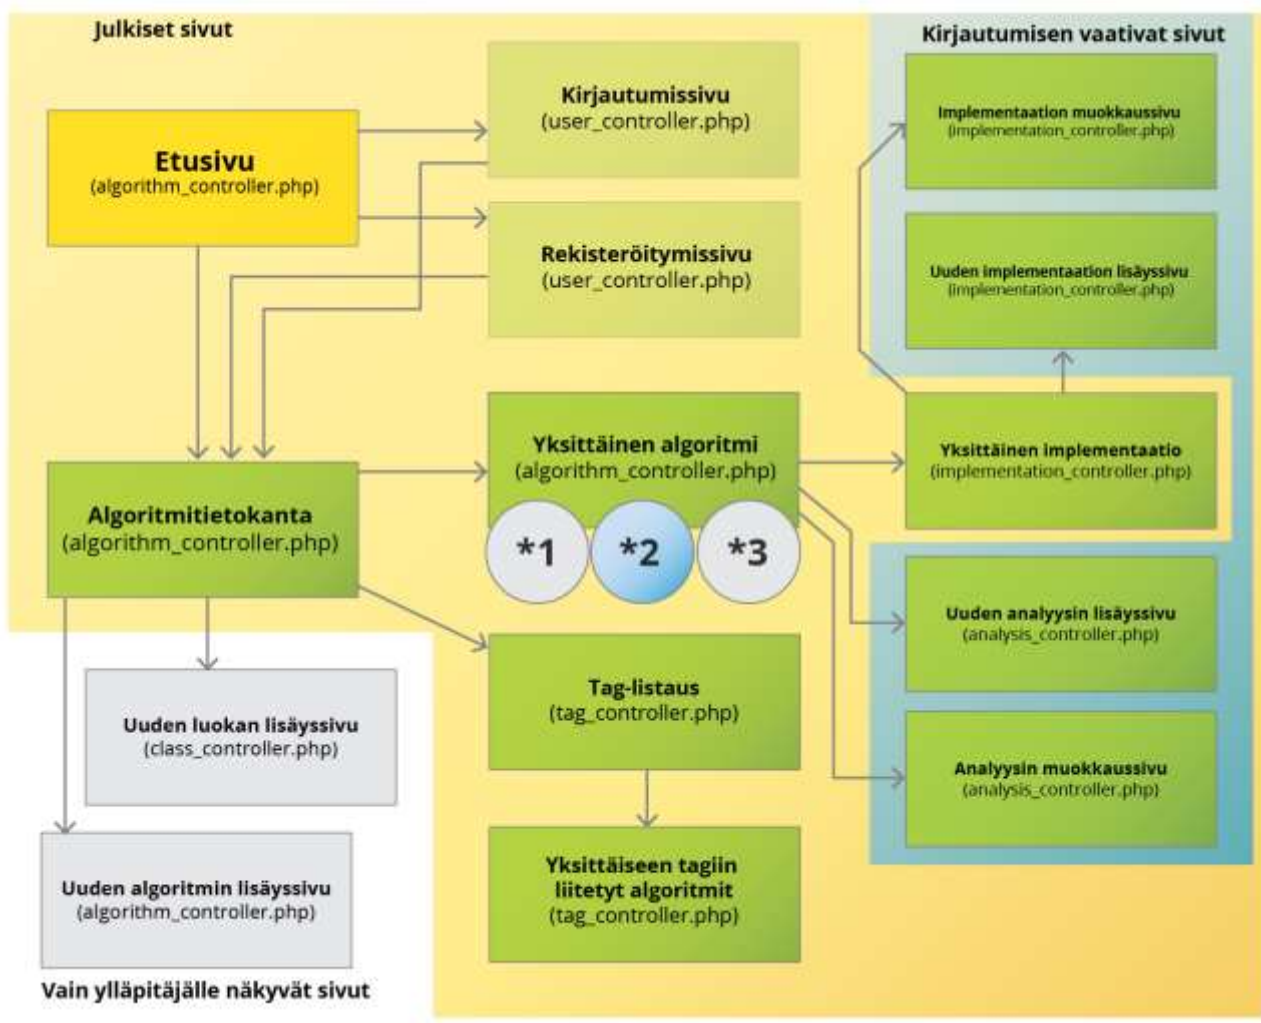 Julkiset sivut
Kirjautumisen vaativat sivut
Etusivu
(algorithm_controller.php)
Kirjautumissivu
(user_controller.php)
Rekisteröitymissivu
(user_controller.php)
Implementaation muokkaussivu
(implementation_controller.php)
Uuden implementaation lisäyssivu
(implementation_controller.php)
Algoritmitietokanta
(algorithm_controller.php)
Yksittäinen algoritmi
(algorithm_controller.php)
*1
*2
*3
Yksittäinen implementaatio
(implementation_controller.php)
Uuden analyysin lisäyssivu
(analysis_controller.php)
Analyysin muokkaussivu
(analysis_controller.php)
Tag-listaus
(tag_controller.php)
Yksittäiseen tagiin
liitetyt algoritmit
(tag_controller.php)
Uuden luokan lisäyssivu
(class_controller.php)
Uuden algoritmin lisäyssivu
(algorithm_controller.php)
Vain ylläpitäjälle näkyvät sivut